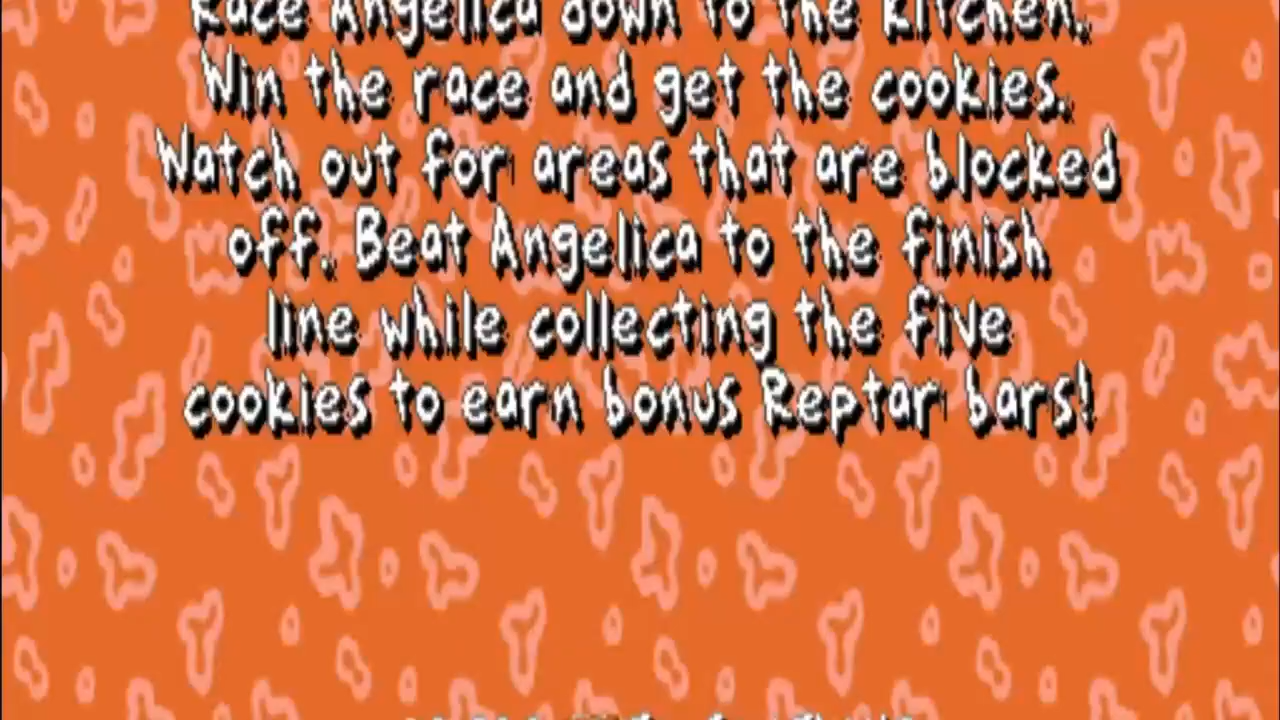 Race Angelica down to the kitchen.
Win the race and get the cookies.
Watch out for areas that are blocked
off. Beat Angelica to the finish
line while collecting the five
cookies to earn bonus Reptar bars!